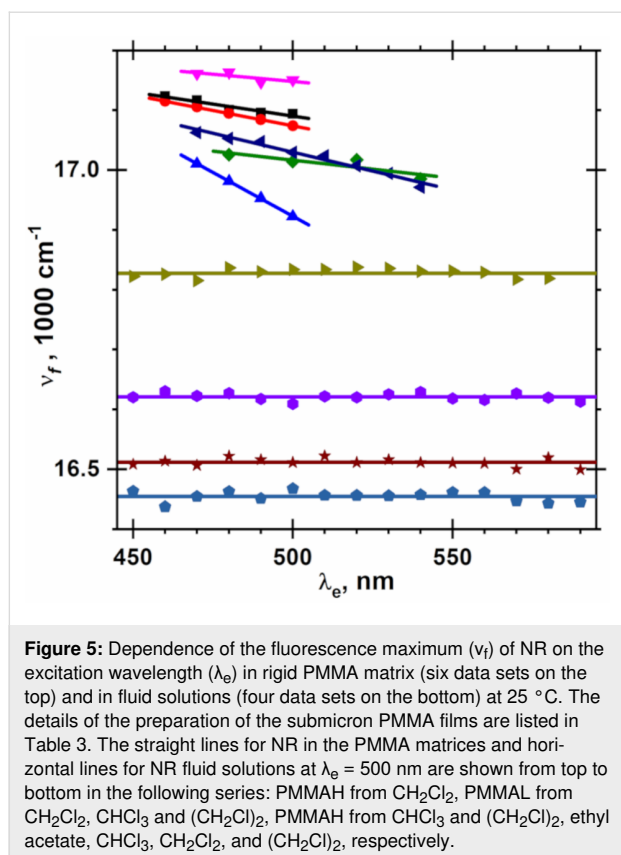 17.0
16.5
νf, 1000 cm⁻¹
450
500
550
λe, nm
Figure 5: Dependence of the fluorescence maximum (νf) of NR on the
excitation wavelength (λe) in rigid PMMA matrix (six data sets on the
top) and in fluid solutions (four data sets on the bottom) at 25 °C. The
details of the preparation of the submicron PMMA films are listed in
Table 3. The straight lines for NR in the PMMA matrices and hori-
zontal lines for NR fluid solutions at λe = 500 nm are shown from top to
bottom in the following series: PMMAH from CH₂Cl₂, PMMAL from
CH₂Cl₂, CHCl₃ and (CH₂Cl)₂, PMMAH from CHCl₃ and (CH₂Cl)₂, ethyl
acetate, CHCl₃, CH₂Cl₂, and (CH₂Cl)₂, respectively.